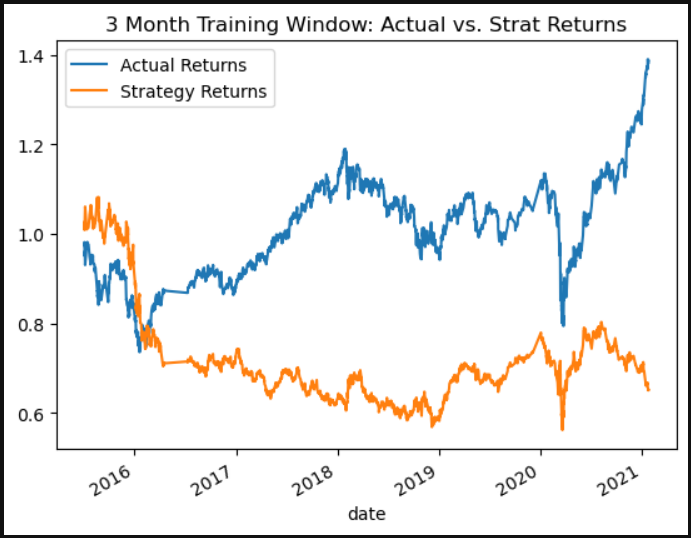 3 Month Training Window: Actual vs. Strat Returns
Actual Returns
Strategy Returns
1.4
1.2
1.0
0.8
0.6
2016
2017
2018
2019
2020
2021
date